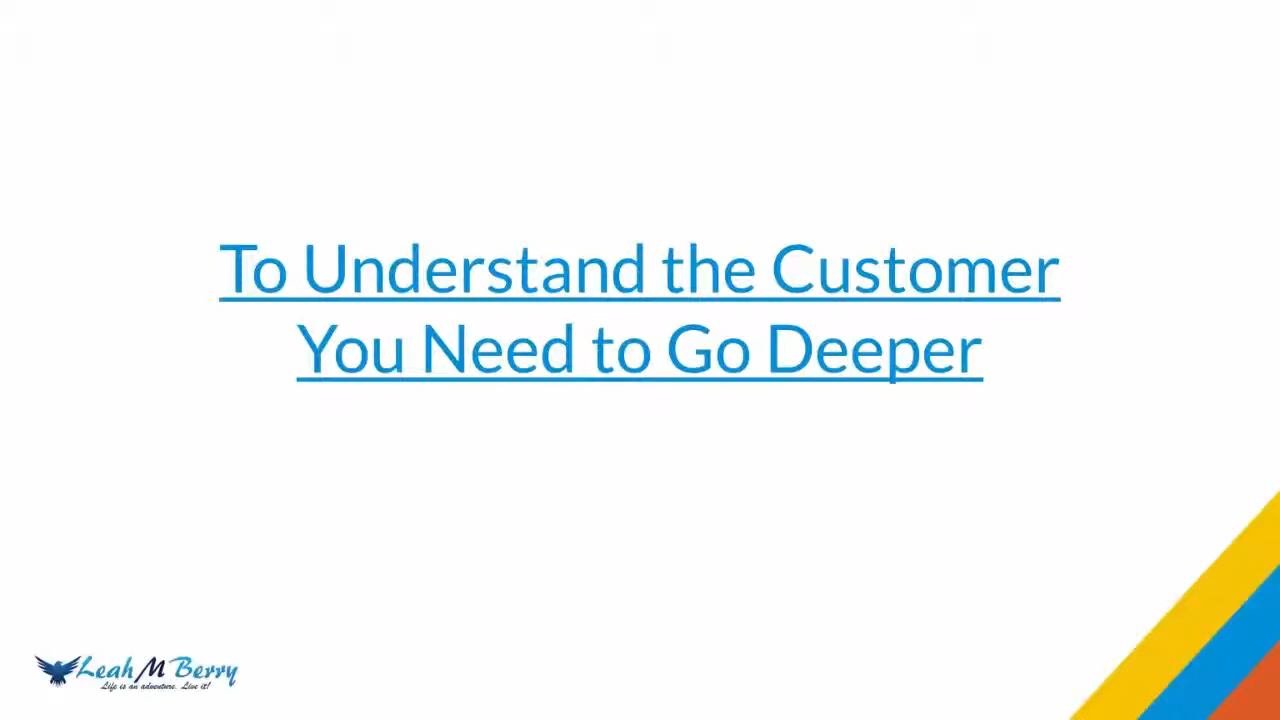 To Understand the Customer
You Need to Go Deeper
Leah M Berry
Life is an adventure. Live it!